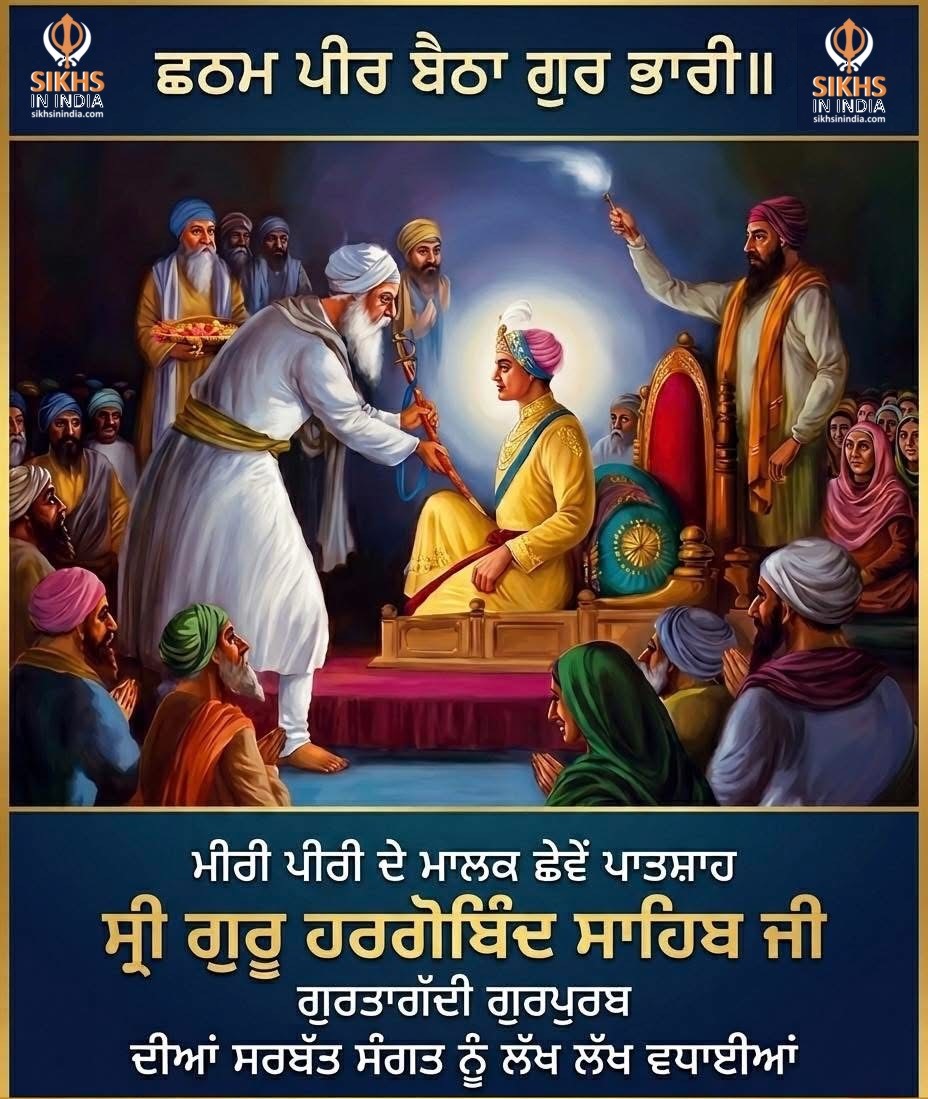 SIKHS
IN INDIA
sikhsinindia.com
ਛਠਮ ਪੀਰ ਬੈਠਾ ਗੁਰ ਭਾਰੀ॥
SIKHS
IN INDIA
sikhsinindia.com
ਮੀਰੀ ਪੀਰੀ ਦੇ ਮਾਲਕ ਛੇਵੇਂ ਪਾਤਸ਼ਾਹ
ਸ੍ਰੀ ਗੁਰੂ ਹਰਗੋਬਿੰਦ ਸਾਹਿਬ ਜੀ
ਗੁਰਤਾਗੱਦੀ ਗੁਰਪੁਰਬ
ਦੀਆਂ ਸਰਬੱਤ ਸੰਗਤ ਨੂੰ ਲੱਖ ਲੱਖ ਵਧਾਈਆਂ